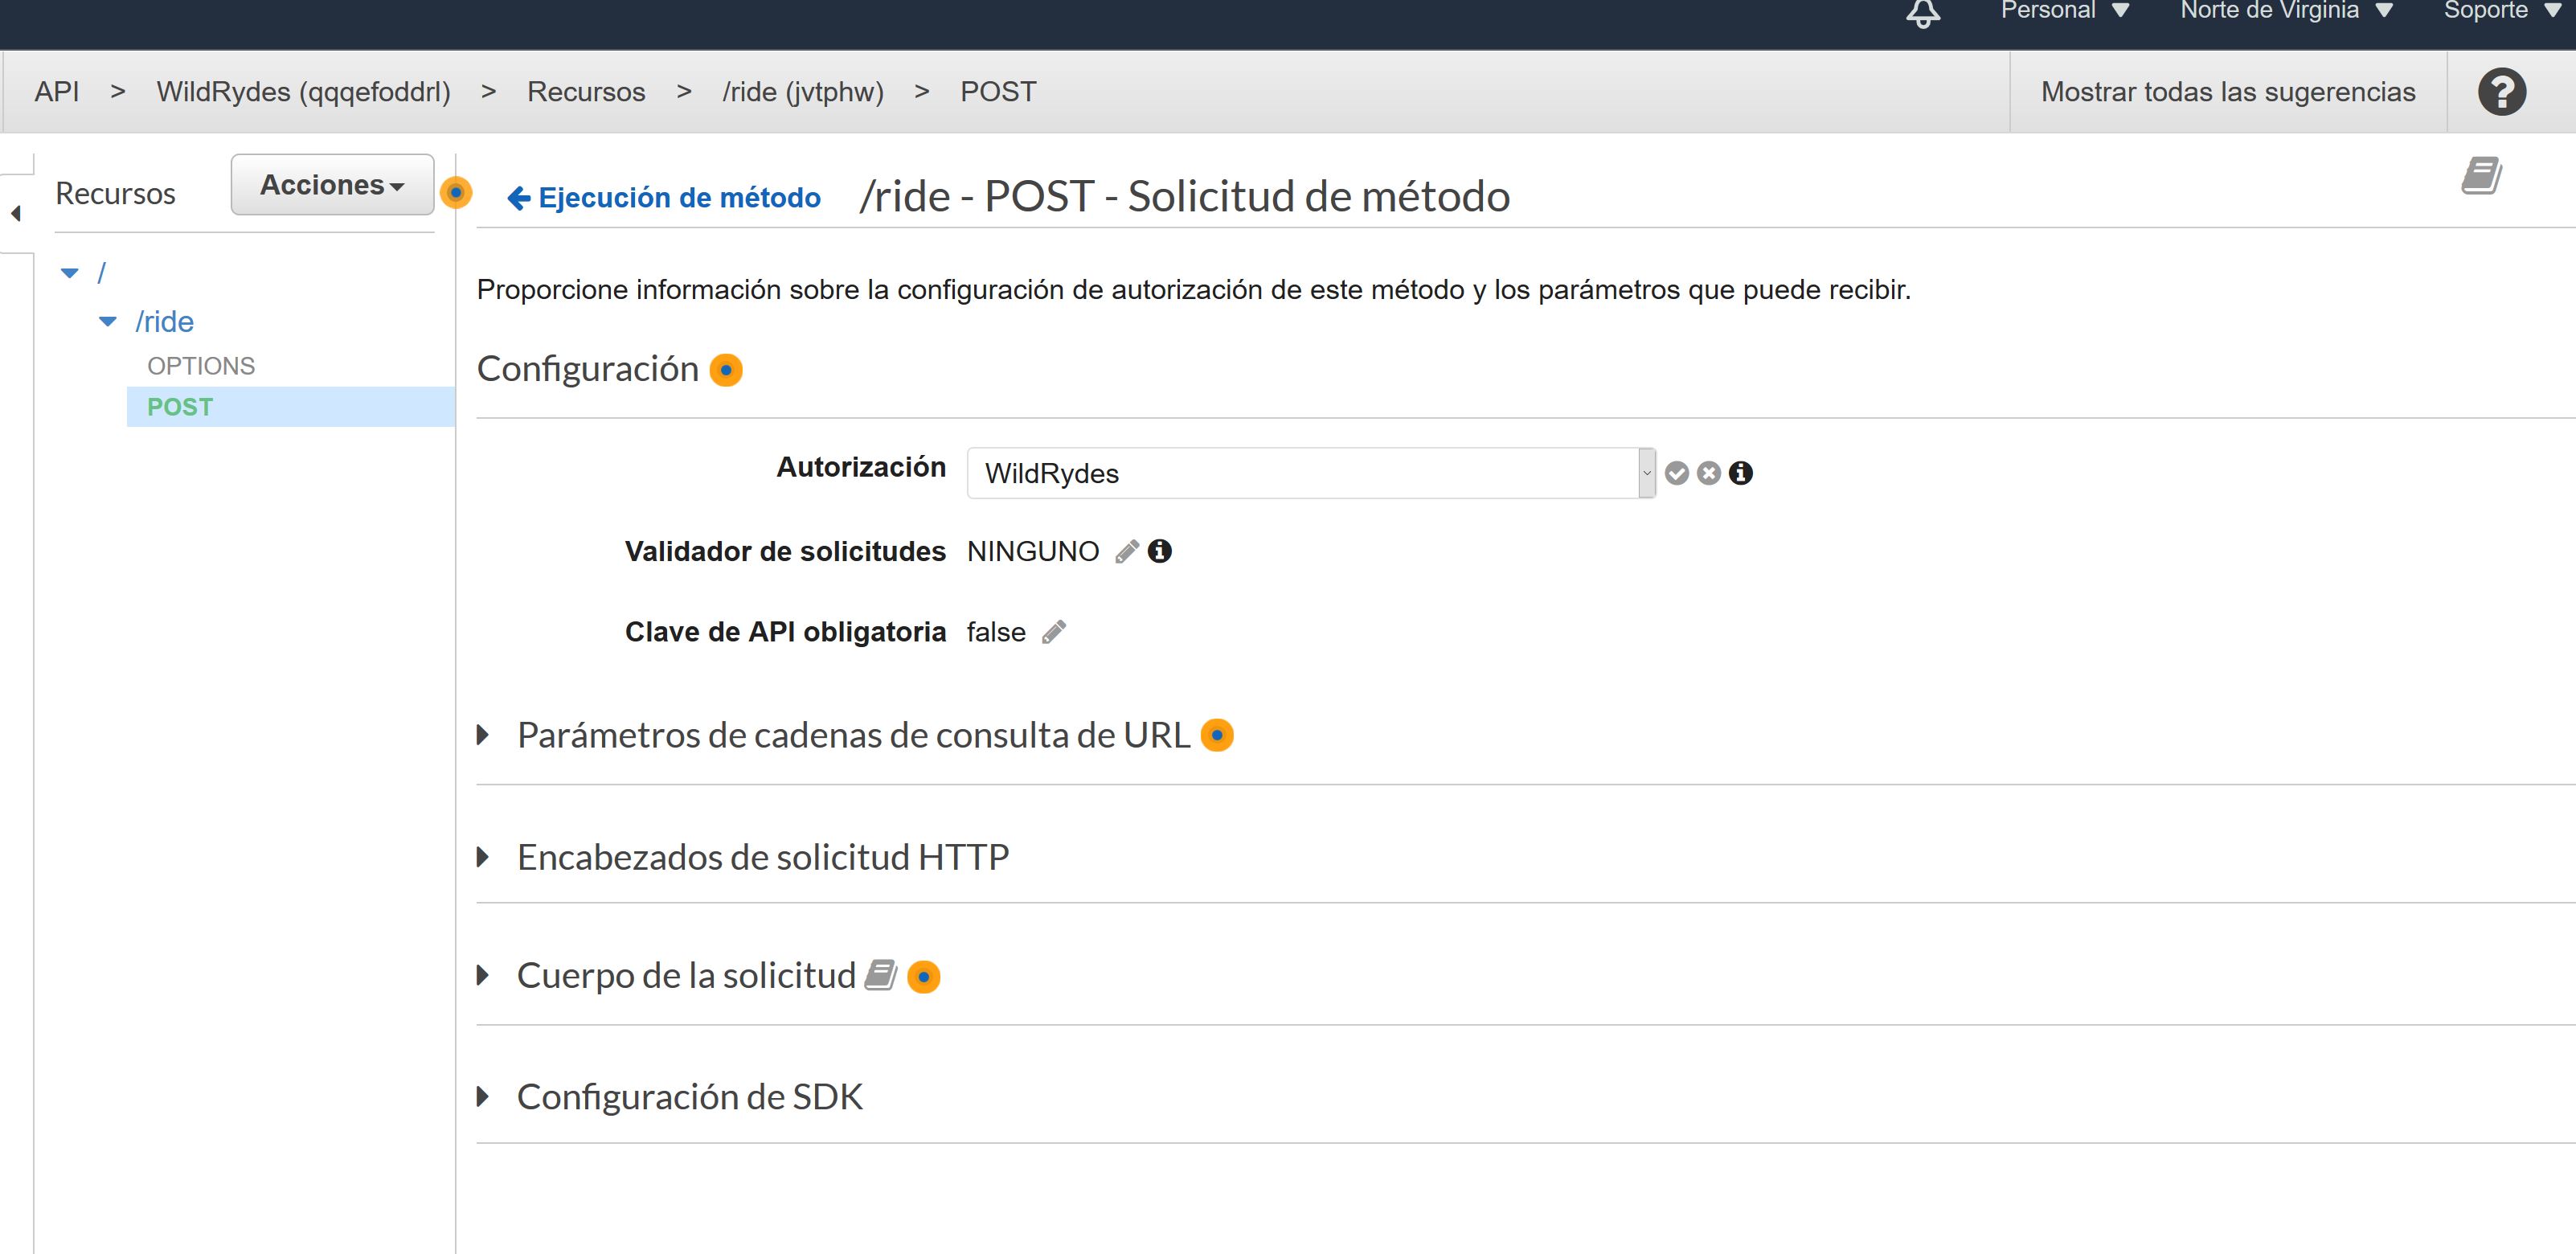 Personal Norte de Virginia Soporte
API > WildRydes (qqqefoddrl) > Recursos > /ride (jvtphw) > POST Mostrar todas las sugerencias ?
Recursos Acciones
/
/ride
OPTIONS
POST
Ejecución de método /ride - POST - Solicitud de método
Proporcione información sobre la configuración de autorización de este método y los parámetros que puede recibir.
Configuración
Autorización WildRydes
Validador de solicitudes NINGUNO
Clave de API obligatoria false
Parámetros de cadenas de consulta de URL
Encabezados de solicitud HTTP
Cuerpo de la solicitud
Configuración de SDK